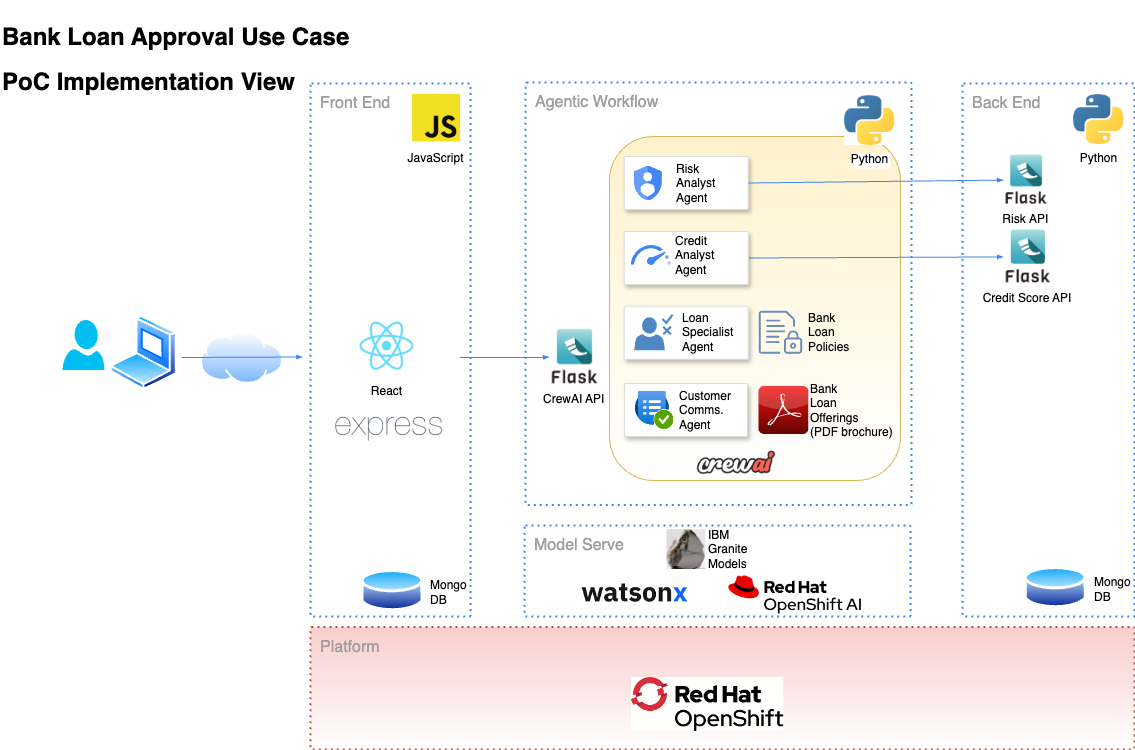 Bank Loan Approval Use Case
PoC Implementation View
Front End
JS
JavaScript
React
express
Mongo
DB
Agentic Workflow
Python
Flask
CrewAI API
Risk
Analyst
Agent
Credit
Analyst
Agent
Loan
Specialist
Agent
Bank
Loan
Policies
Customer
Comms.
Agent
Bank
Loan
Offerings
(PDF brochure)
crewai
Model Serve
IBM
Granite
Models
watsonx
Red Hat
OpenShift AI
Back End
Python
Flask
Risk API
Flask
Credit Score API
Mongo
DB
Platform
Red Hat
OpenShift